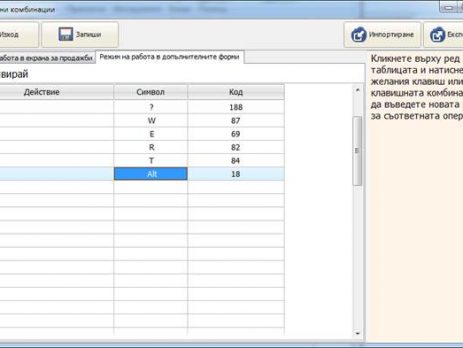 ни комбинации
Изход Запиши Импортиране Експо
работа в екрана за продажби Режим на работа в допълнителните форми
Действие Символ Код
? 188
W 87
E 69
R 82
T 84
Alt 18
Кликнете върху ред
таблицата и натисне
желания клавиш или
клавишната комбина
да въведете новата
за съответната опер